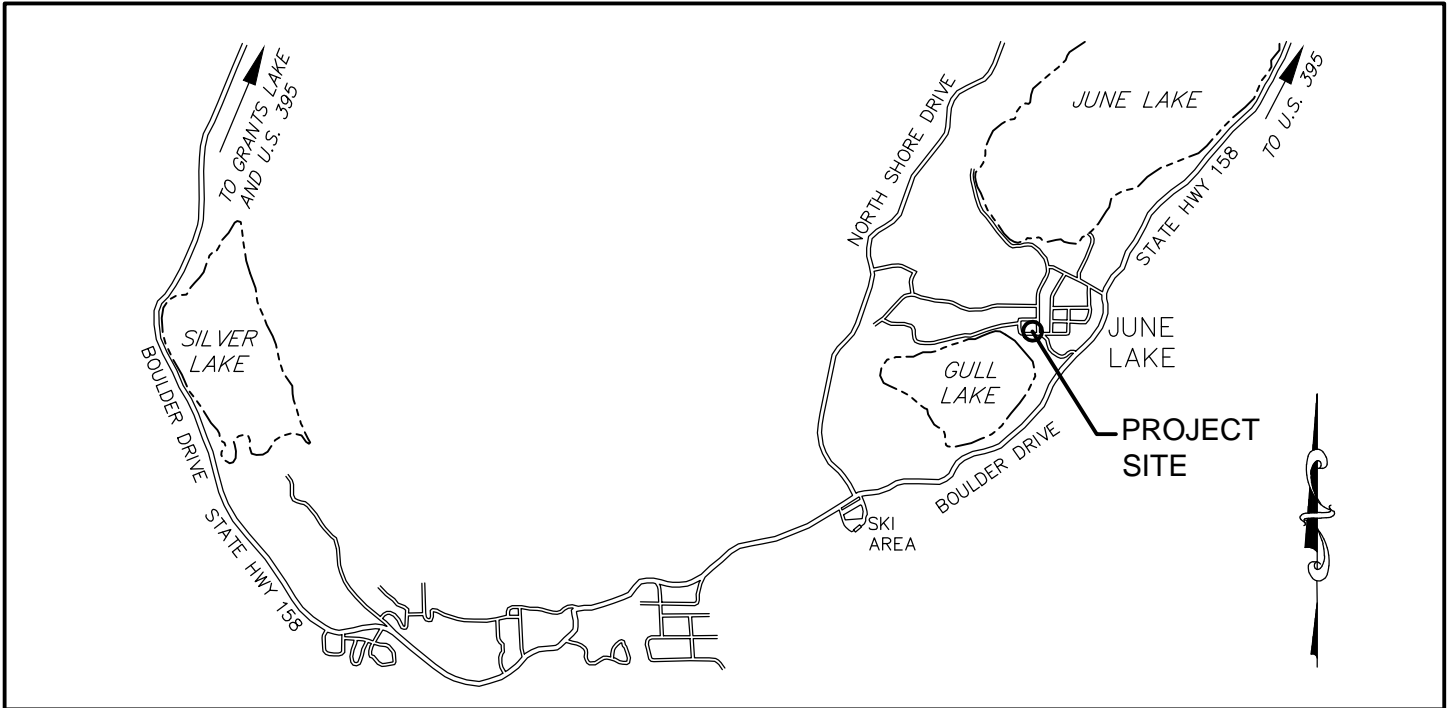 TO GRANTS LAKE
AND U.S. 395
SILVER
LAKE
BOULDER DRIVE
STATE HWY 158
NORTH SHORE DRIVE
JUNE LAKE
STATE HWY 158
TO U.S. 395
JUNE
LAKE
GULL
LAKE
PROJECT
SITE
BOULDER DRIVE
SKI
AREA